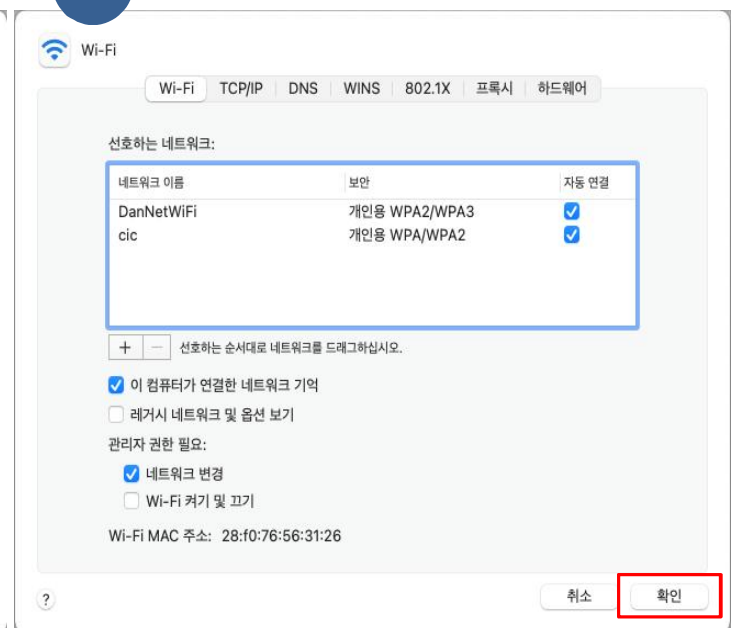 Wi-Fi
Wi-Fi TCP/IP DNS WINS 802.1X 프록시 하드웨어
선호하는 네트워크:
네트워크 이름 보안 자동 연결
DanNetWiFi 개인용 WPA2/WPA3
cic 개인용 WPA/WPA2
+ − 선호하는 순서대로 네트워크를 드래그하십시오.
이 컴퓨터가 연결한 네트워크 기억
레거시 네트워크 및 옵션 보기
관리자 권한 필요:
네트워크 변경
Wi-Fi 켜기 및 끄기
Wi-Fi MAC 주소: 28:f0:76:56:31:26
? 취소 확인